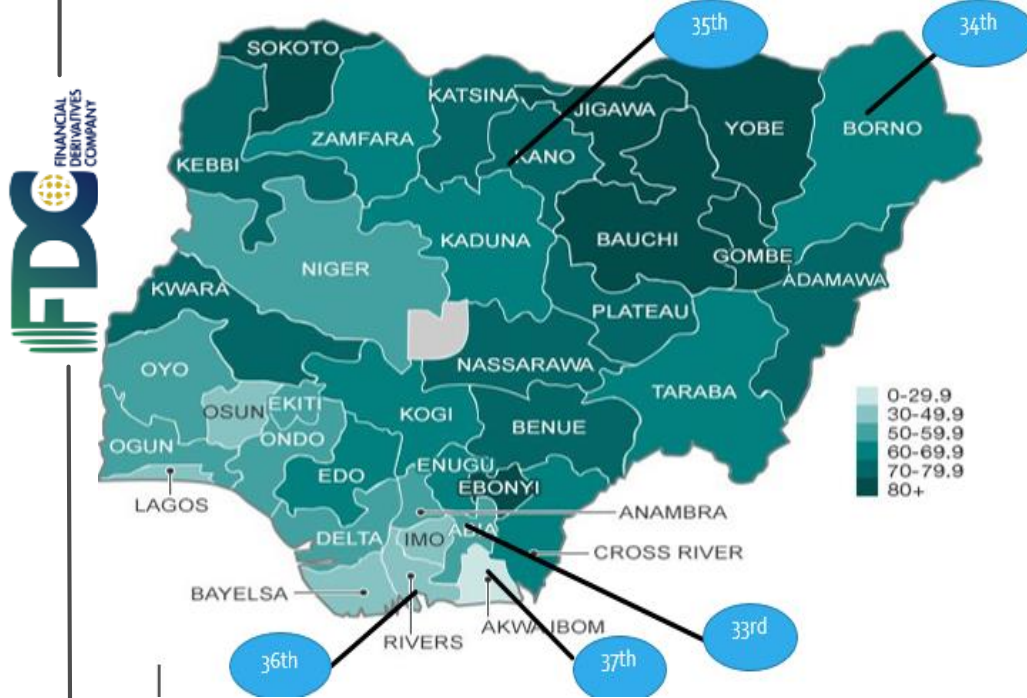 35th
34th
FDC
FINANCIAL
DERIVATIVES
COMPANY
SOKOTO
KATSINA
JIGAWA
YOBE
BORNO
ZAMFARA
KANO
KEBBI
KADUNA
BAUCHI
GOMBE
ADAMAWA
NIGER
KWARA
PLATEAU
NASSARAWA
TARABA
OYO
OSUN
EKITI
KOGI
BENUE
OGUN
ONDO
EDO
ENUGU
EBONYI
LAGOS
ANAMBRA
DELTA
IMO
ABIA
CROSS RIVER
BAYELSA
RIVERS
AKWA IBOM
0-29.9
30-49.9
50-59.9
60-69.9
70-79.9
80+
36th
37th
33rd